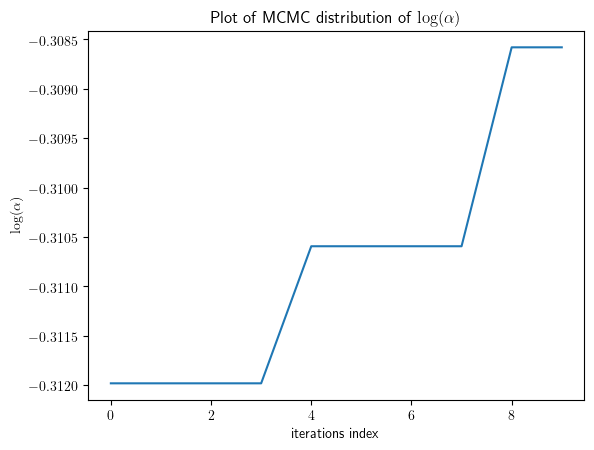 Plot of MCMC distribution of log(α)
−0.3085
−0.3090
−0.3095
−0.3100
−0.3105
−0.3110
−0.3115
−0.3120
log(α)
0 2 4 6 8
iterations index